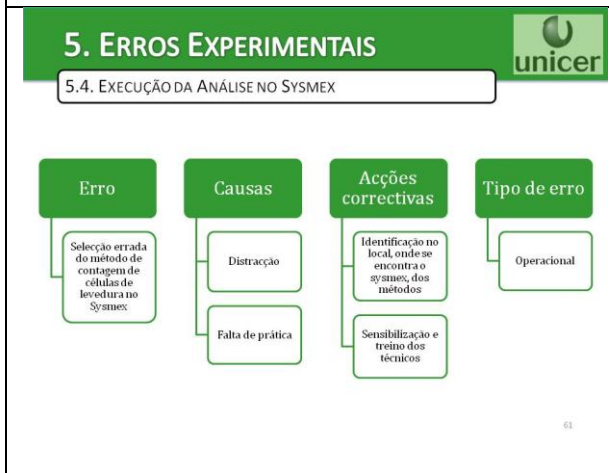 5. ERROS EXPERIMENTAIS
unicer
5.4. EXECUÇÃO DA ANÁLISE NO SYSMEX
Erro
Selecção errada
do método de
contagem de
células de
levedura no
Sysmex
Causas
Distracção
Falta de prática
Acções
correctivas
Identificação no
local, onde se
encontra o
sysmex, dos
métodos
Sensibilização e
treino dos
técnicos
Tipo de erro
Operacional
61